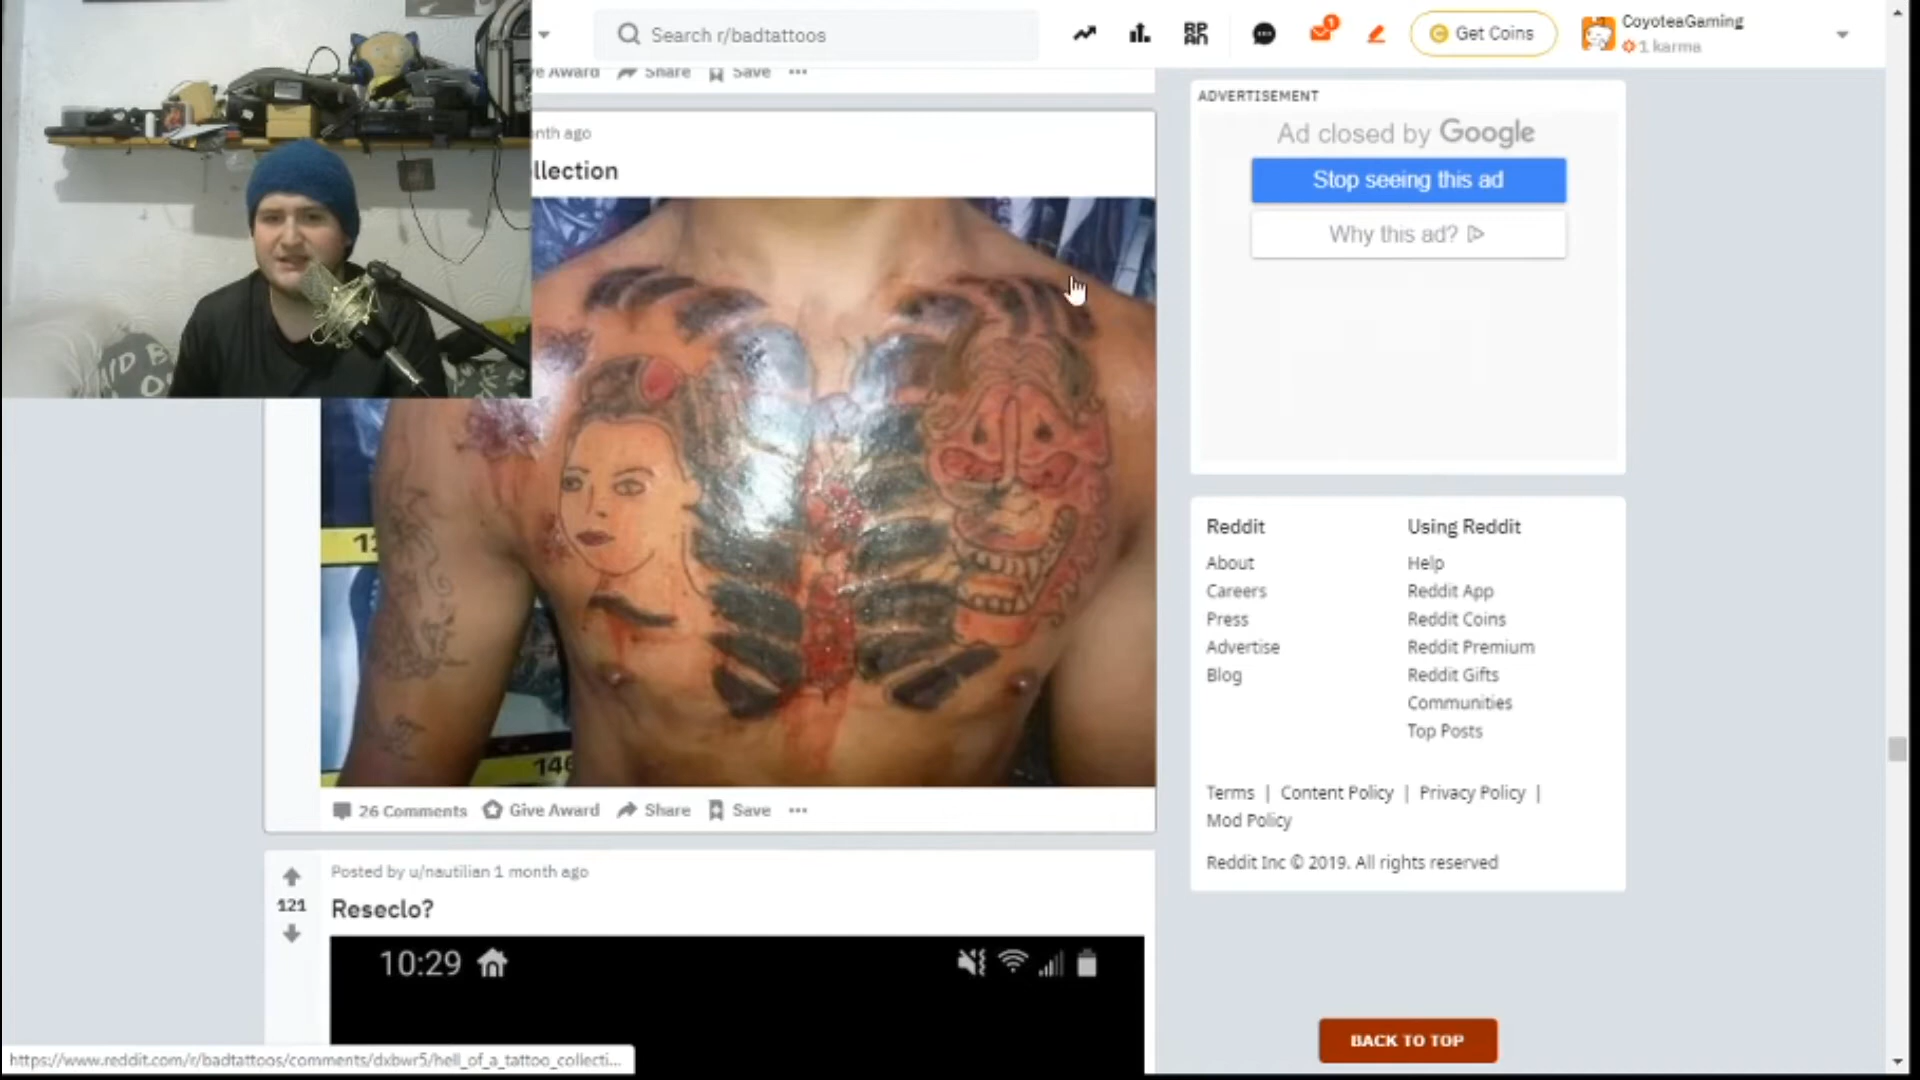 Search r/badtattoos
Get Coins
CoyoteaGaming
1 karma
1
Award
Share
Save
nth ago
llection
ADVERTISEMENT
Ad closed by Google
Stop seeing this ad
Why this ad?
Reddit
Using Reddit
About
Help
Careers
Reddit App
Press
Reddit Coins
Advertise
Reddit Premium
Blog
Reddit Gifts
Communities
Top Posts
Terms | Content Policy | Privacy Policy |
Mod Policy
Reddit Inc © 2019. All rights reserved
26 Comments
Give Award
Share
Save
Posted by u/nautilian 1 month ago
121
Reseclo?
10:29
BACK TO TOP
https://www.reddit.com/r/badtattoos/comments/dxbwr5/hell_of_a_tattoo_collecti...